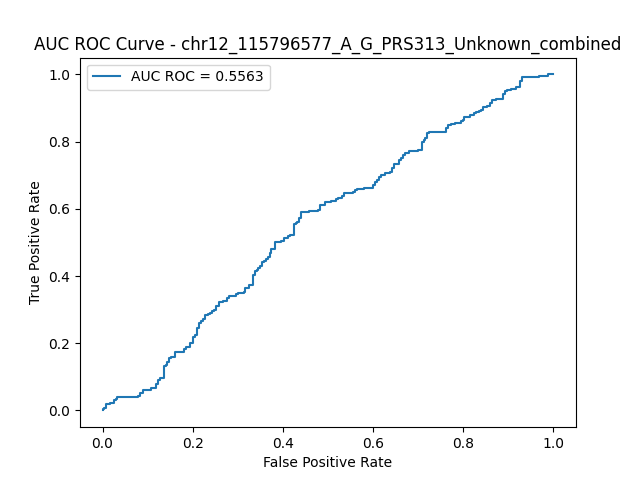 AUC ROC Curve - chr12_115796577_A_G_PRS313_Unknown_combined
AUC ROC = 0.5563
1.0
0.8
0.6
0.4
0.2
0.0
True Positive Rate
0.0 0.2 0.4 0.6 0.8 1.0
False Positive Rate